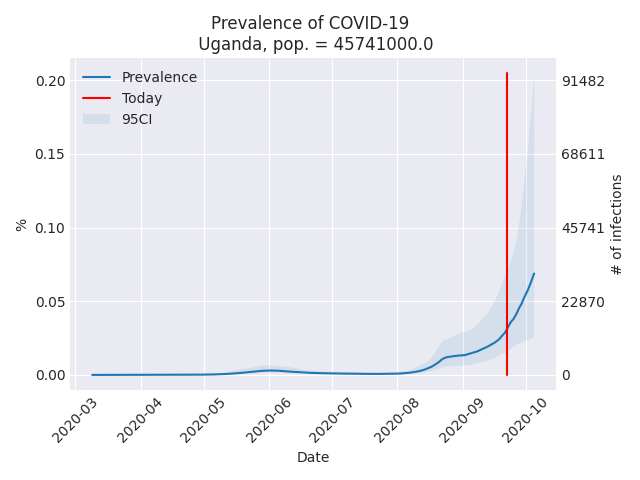 Prevalence of COVID-19
Uganda, pop. = 45741000.0
Prevalence
Today
95CI
0.20
0.15
0.10
0.05
0.00
%
91482
68611
45741
22870
0
# of infections
2020-03
2020-04
2020-05
2020-06
2020-07
2020-08
2020-09
2020-10
Date